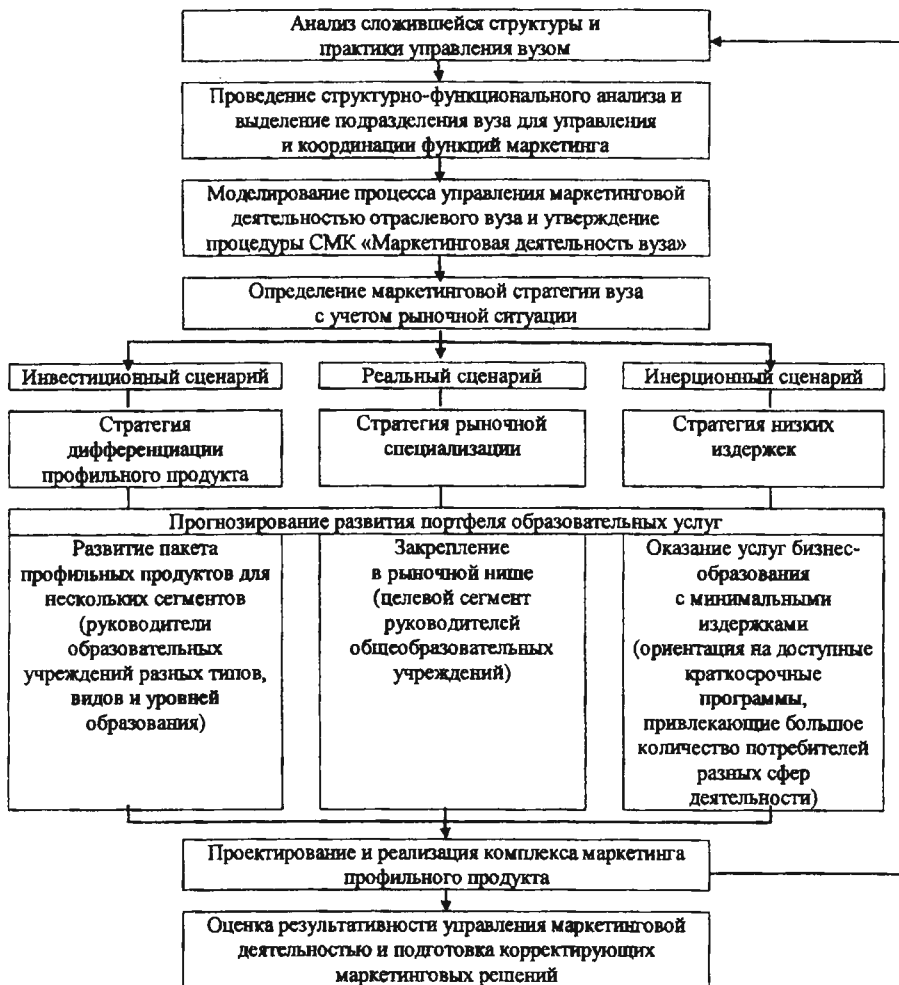 Анализ сложившейся структуры и
практики управления вузом
Проведение структурно-функционального анализа и
выделение подразделения вуза для управления
и координации функций маркетинга
Моделирование процесса управления маркетинговой
деятельностью отраслевого вуза и утверждение
процедуры СМК «Маркетинговая деятельность вуза»
Определение маркетинговой стратегии вуза
с учетом рыночной ситуации
Инвестиционный сценарий
Реальный сценарий
Инерционный сценарий
Стратегия
дифференциации
профильного продукта
Стратегия рыночной
специализации
Стратегия низких
издержек
Прогнозирование развития портфеля образовательных услуг
Развитие пакета
профильных продуктов для
нескольких сегментов
(руководители
образовательных
учреждений разных типов,
видов и уровней
образования)
Закрепление
в рыночной нише
(целевой сегмент
руководителей
общеобразовательных
учреждений)
Оказание услуг бизнес-
образования
с минимальными
издержками
(ориентация на доступные
краткосрочные
программы,
привлекающие большое
количество потребителей
разных сфер
деятельности)
Проектирование и реализация комплекса маркетинга
профильного продукта
Оценка результативности управления маркетинговой
деятельностью и подготовка корректирующих
маркетинговых решений